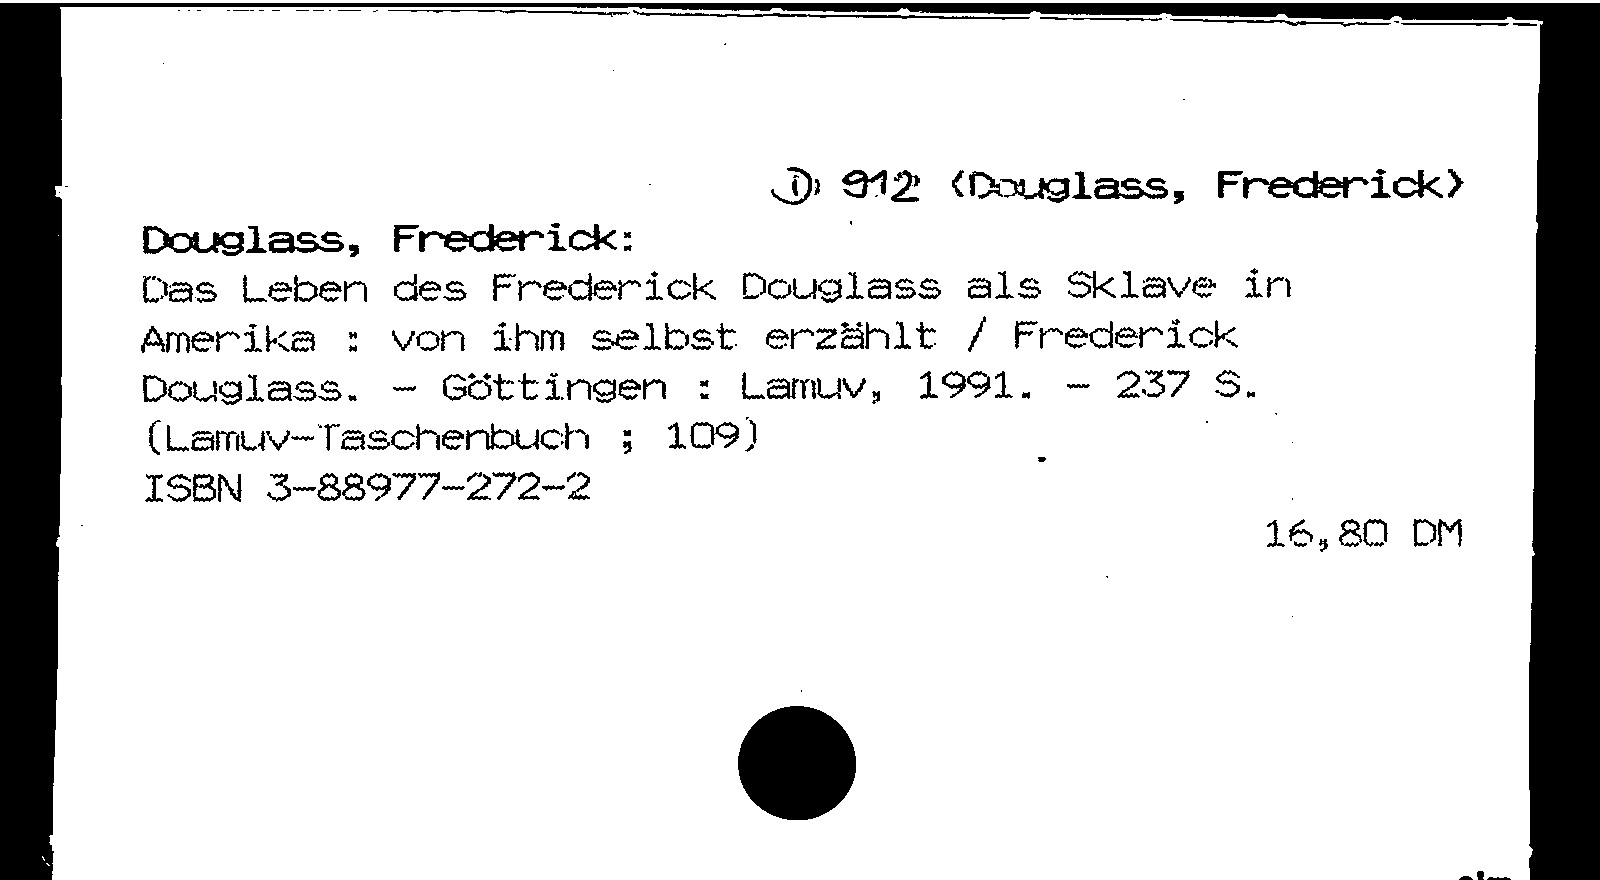 ① 912 <Douglass, Frederick>
Douglass, Frederick:
Das Leben des Frederick Douglass als Sklave in
Amerika : von ihm selbst erzählt / Frederick
Douglass. - Göttingen : Lamuv, 1991. - 237 S.
(Lamuv-Taschenbuch ; 109)
ISBN 3-88977-272-2
16,80 DM